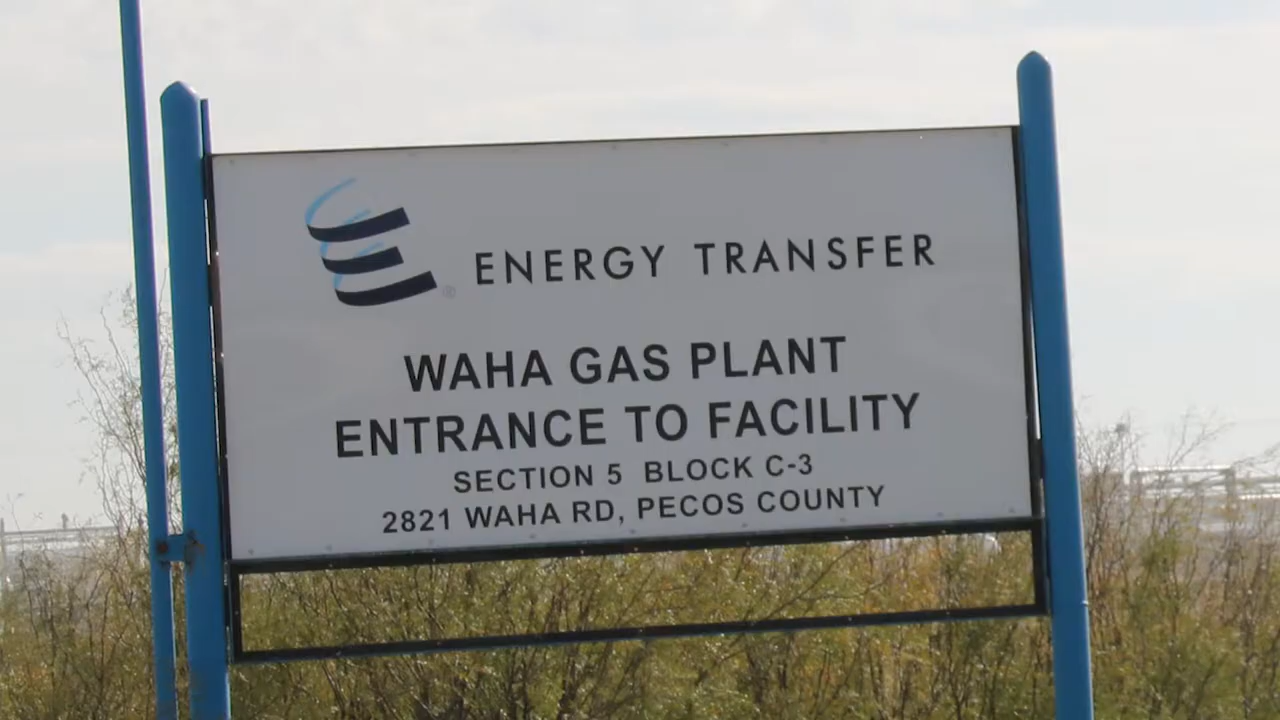 ENERGY TRANSFER
WAHA GAS PLANT
ENTRANCE TO FACILITY
SECTION 5 BLOCK C-3
2821 WAHA RD, PECOS COUNTY